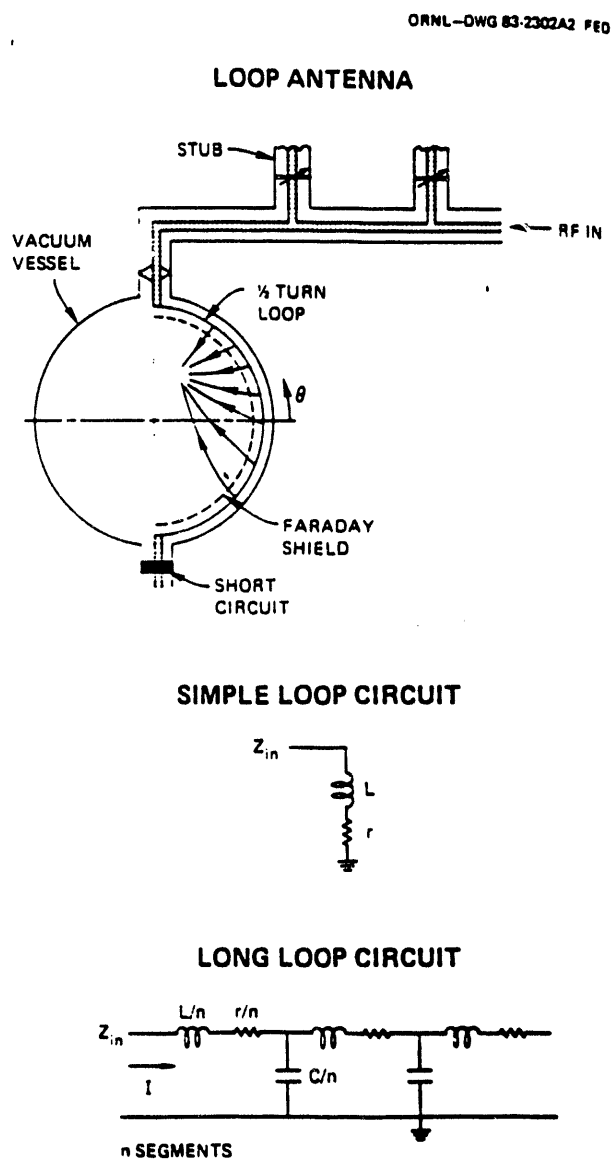 ORNL—DWG 83-2302A2 FED
LOOP ANTENNA
STUB
RF IN
VACUUM
VESSEL
½ TURN
LOOP
θ
FARADAY
SHIELD
SHORT
CIRCUIT
SIMPLE LOOP CIRCUIT
Zin
L
r
LONG LOOP CIRCUIT
L/n r/n
Zin
I
C/n
n SEGMENTS